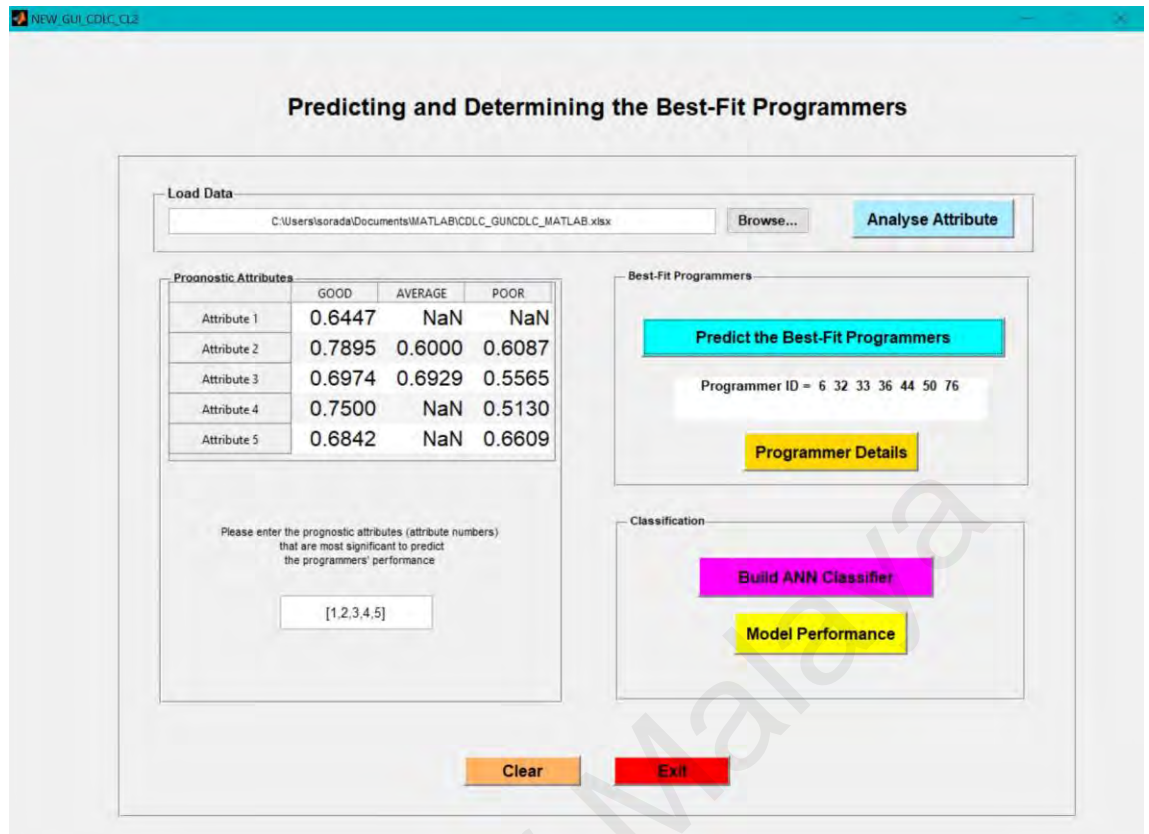 NEW_GUI_CDLC_CL2
Predicting and Determining the Best-Fit Programmers
Load Data
C:\Users\sorada\Documents\MATLAB\CDLC_GUI\CDLC_MATLAB.xlsx
Browse...
Analyse Attribute
Prognostic Attributes
GOOD AVERAGE POOR
Attribute 1 0.6447 NaN NaN
Attribute 2 0.7895 0.6000 0.6087
Attribute 3 0.6974 0.6929 0.5565
Attribute 4 0.7500 NaN 0.5130
Attribute 5 0.6842 NaN 0.6609
Please enter the prognostic attributes (attribute numbers)
that are most significant to predict
the programmers' performance
[1,2,3,4,5]
Best-Fit Programmers
Predict the Best-Fit Programmers
Programmer ID = 6 32 33 36 44 50 76
Programmer Details
Classification
Build ANN Classifier
Model Performance
Clear
Exit
Malaya